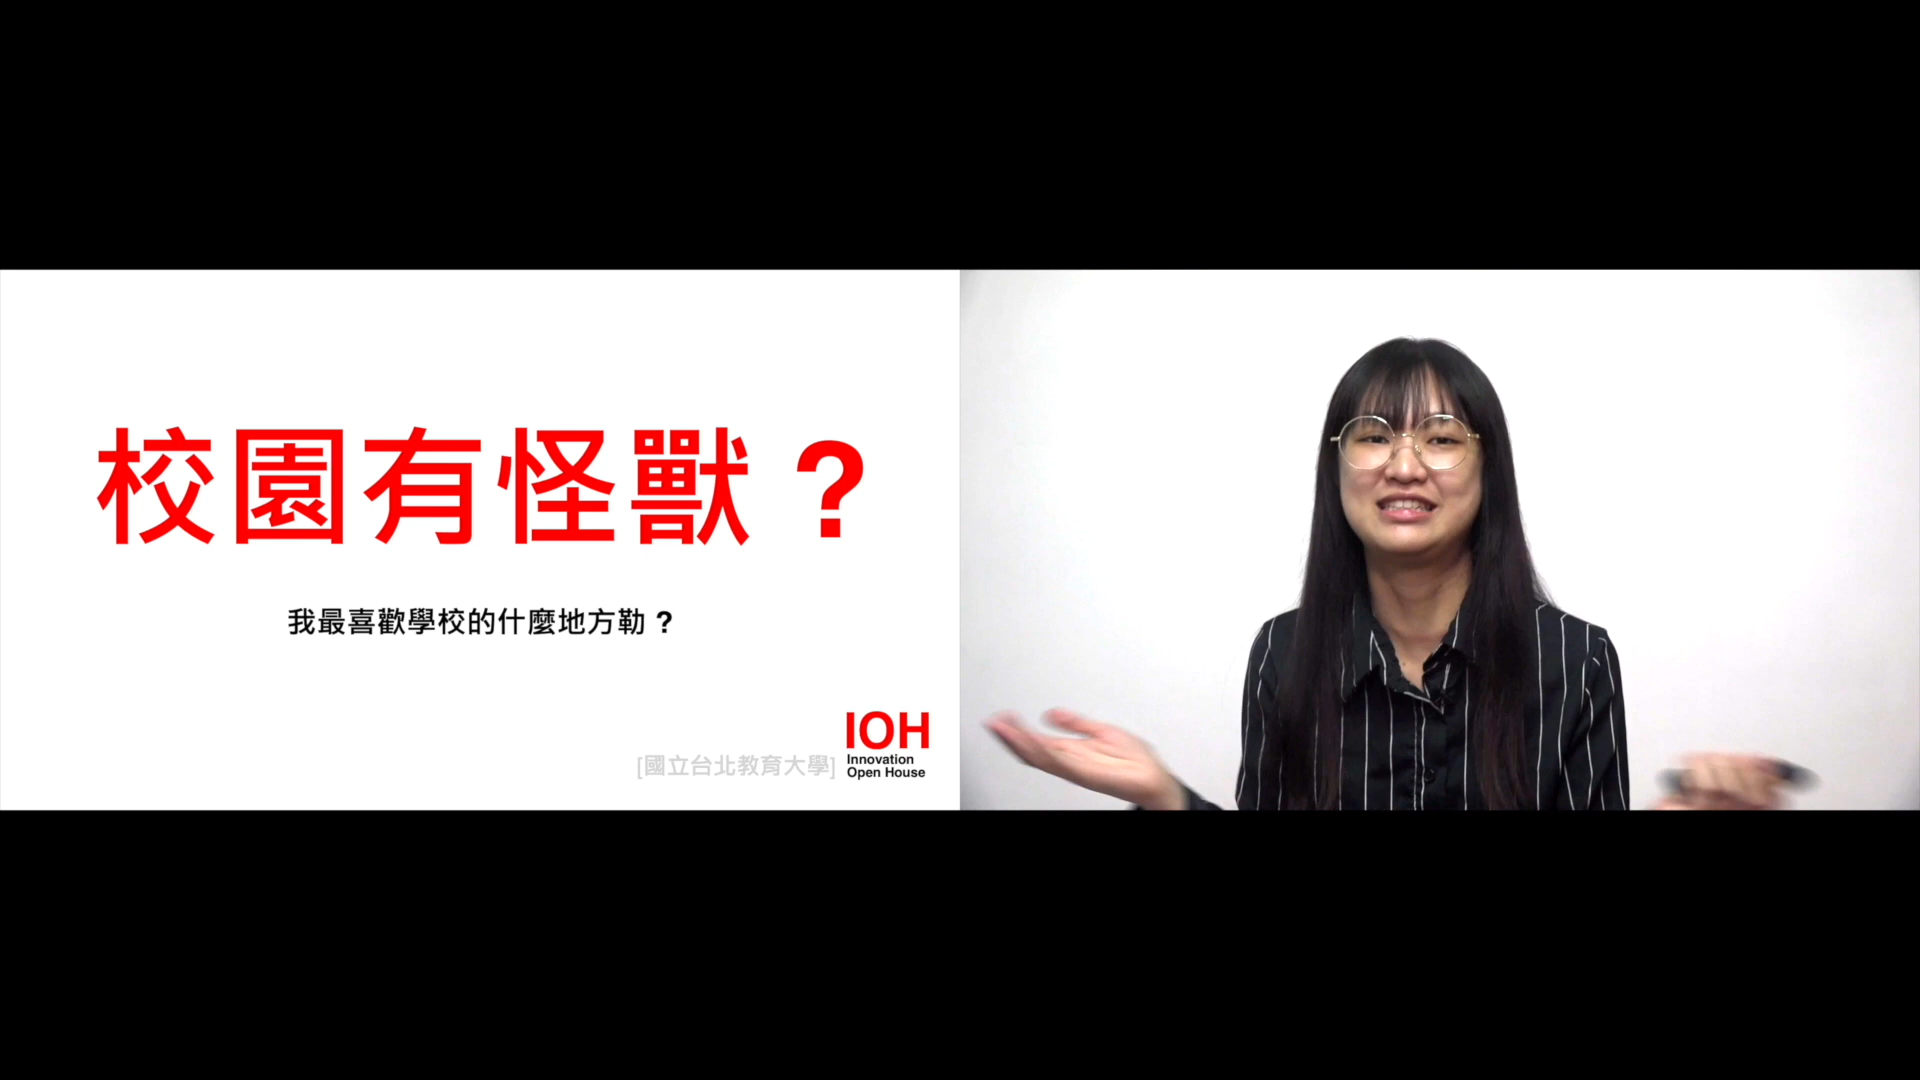 校園有怪獸？
我最喜歡學校的什麼地方勒？
[國立台北教育大學]
IOH
Innovation
Open House